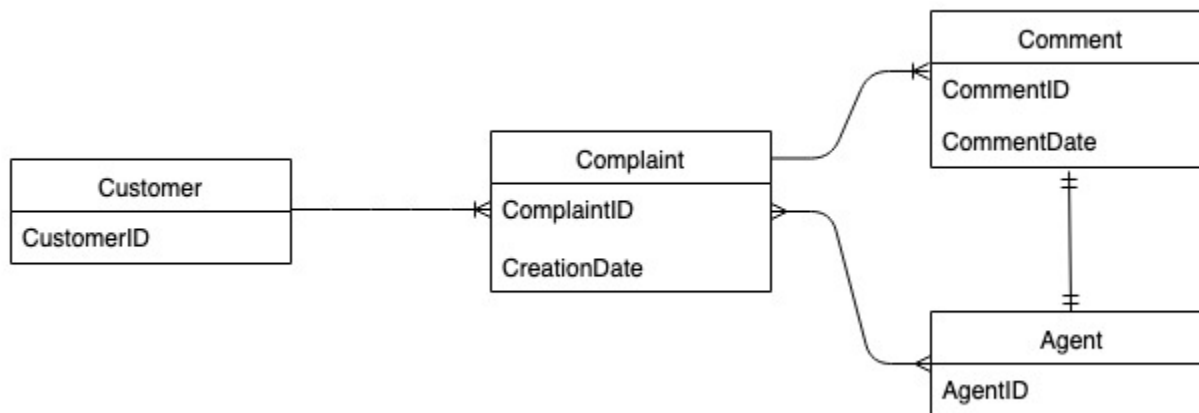 Customer
CustomerID
Complaint
ComplaintID
CreationDate
Comment
CommentID
CommentDate
Agent
AgentID